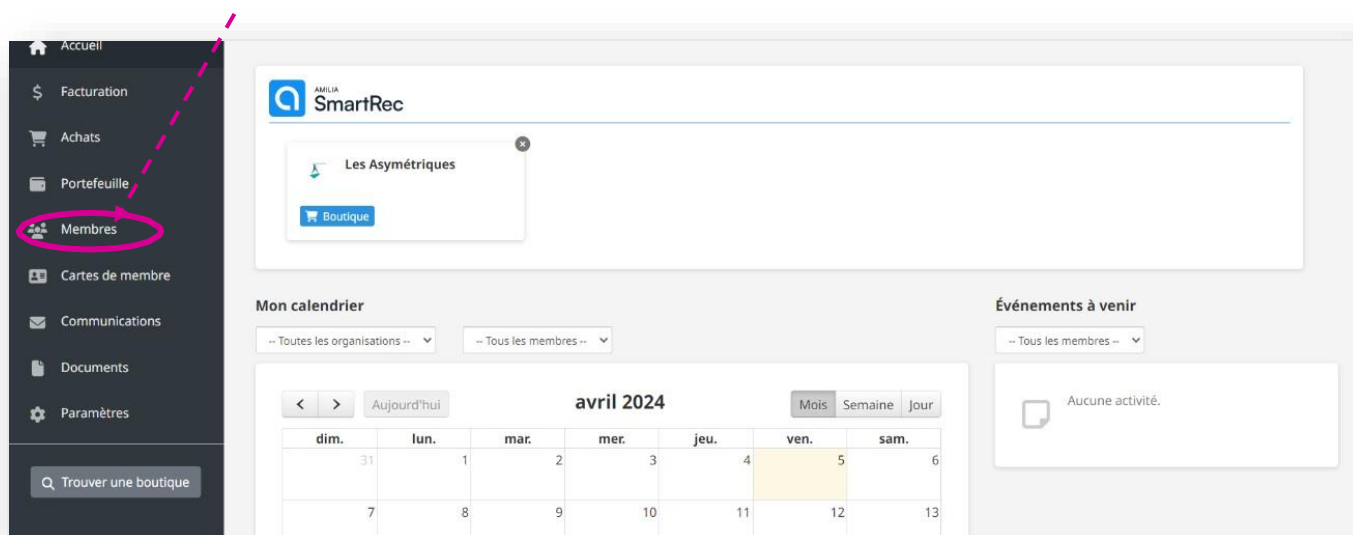 Accueil
Facturation
Achats
Portefeuille
Membres
Cartes de membre
Communications
Documents
Paramètres
Trouver une boutique
AMILIA
SmartRec
Les Asymétriques
Boutique
Mon calendrier
-- Toutes les organisations --
-- Tous les membres --
Aujourd'hui
avril 2024
Mois Semaine Jour
dim. lun. mar. mer. jeu. ven. sam.
31 1 2 3 4 5 6
7 8 9 10 11 12 13
Événements à venir
-- Tous les membres --
Aucune activité.